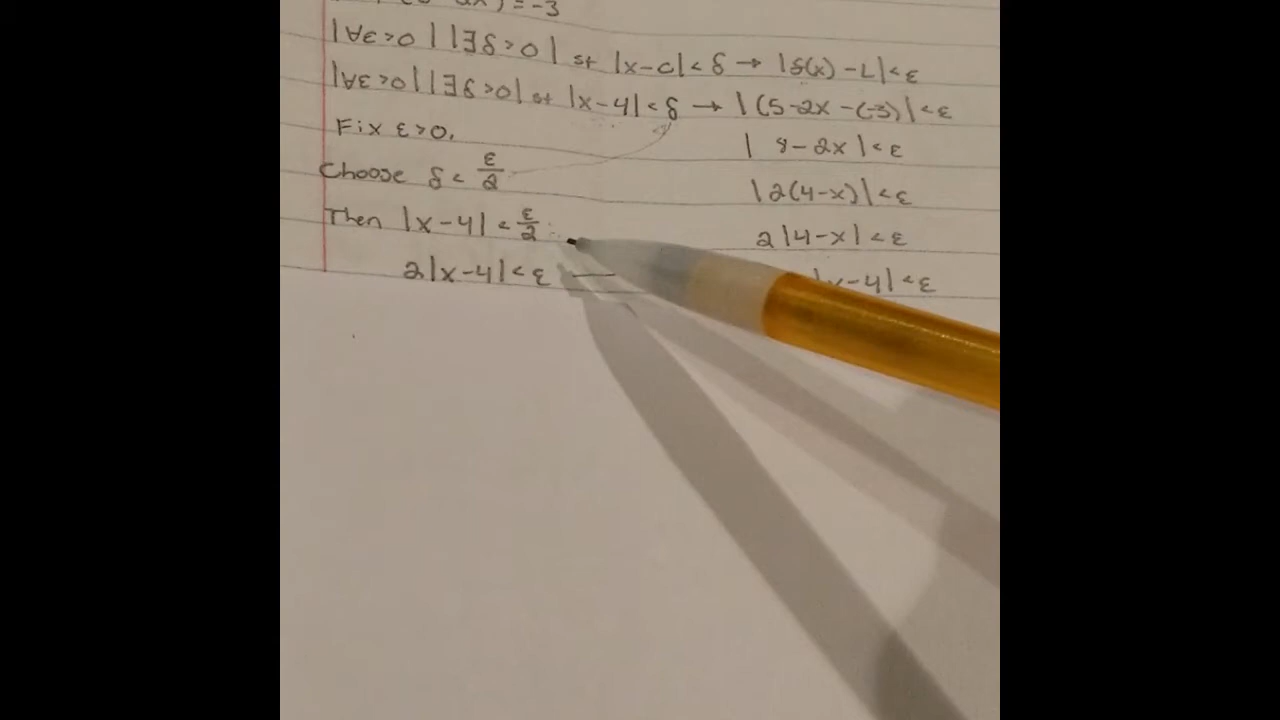 = -3
|∀ε>0| |∃δ>0| st |x-c|<δ → |f(x)-L|<ε
|∀ε>0||∃δ>0| st |x-4|<δ → |(5-2x-(-3)|<ε
Fix ε>0. | 8-2x|<ε
Choose δ< ε/2 |2(4-x)|<ε
Then |x-4|< ε/2 2|4-x|<ε
2|x-4|<ε — x-4|<ε